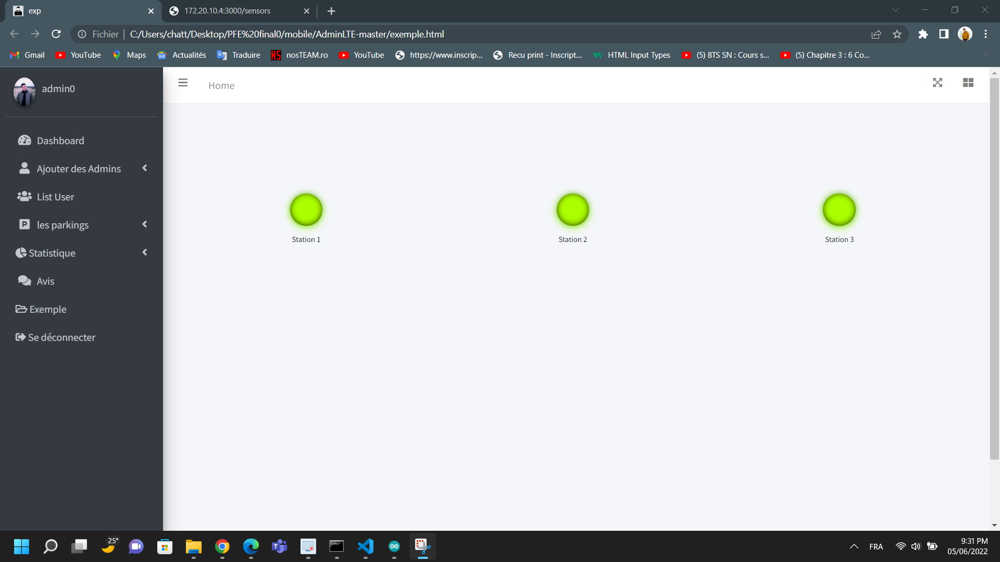 exp
172.20.10.4:3000/sensors
Fichier | C:/Users/chatt/Desktop/PFE%20final0/mobile/AdminLTE-master/exemple.html
Gmail YouTube Maps Actualités Traduire NS nosTEAM.ro YouTube https://www.inscrip... Recu print - Inscript... HTML Input Types (5) BTS SN : Cours s... (5) Chapitre 3 : 6 Co...
admin0
Home
Dashboard
Ajouter des Admins
List User
les parkings
Statistique
Avis
Exemple
Se déconnecter
Station 1
Station 2
Station 3
25°
FRA
9:31 PM
05/06/2022